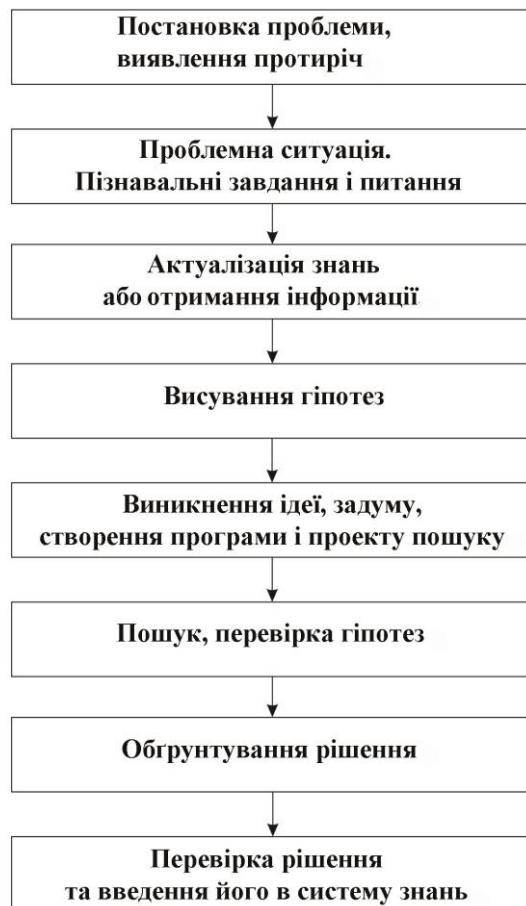 Постановка проблеми,
виявлення протиріч
Проблемна ситуація.
Пізнавальні завдання і питання
Актуалізація знань
або отримання інформації
Висування гіпотез
Виникнення ідеї, задуму,
створення програми і проекту пошуку
Пошук, перевірка гіпотез
Обґрунтування рішення
Перевірка рішення
та введення його в систему знань